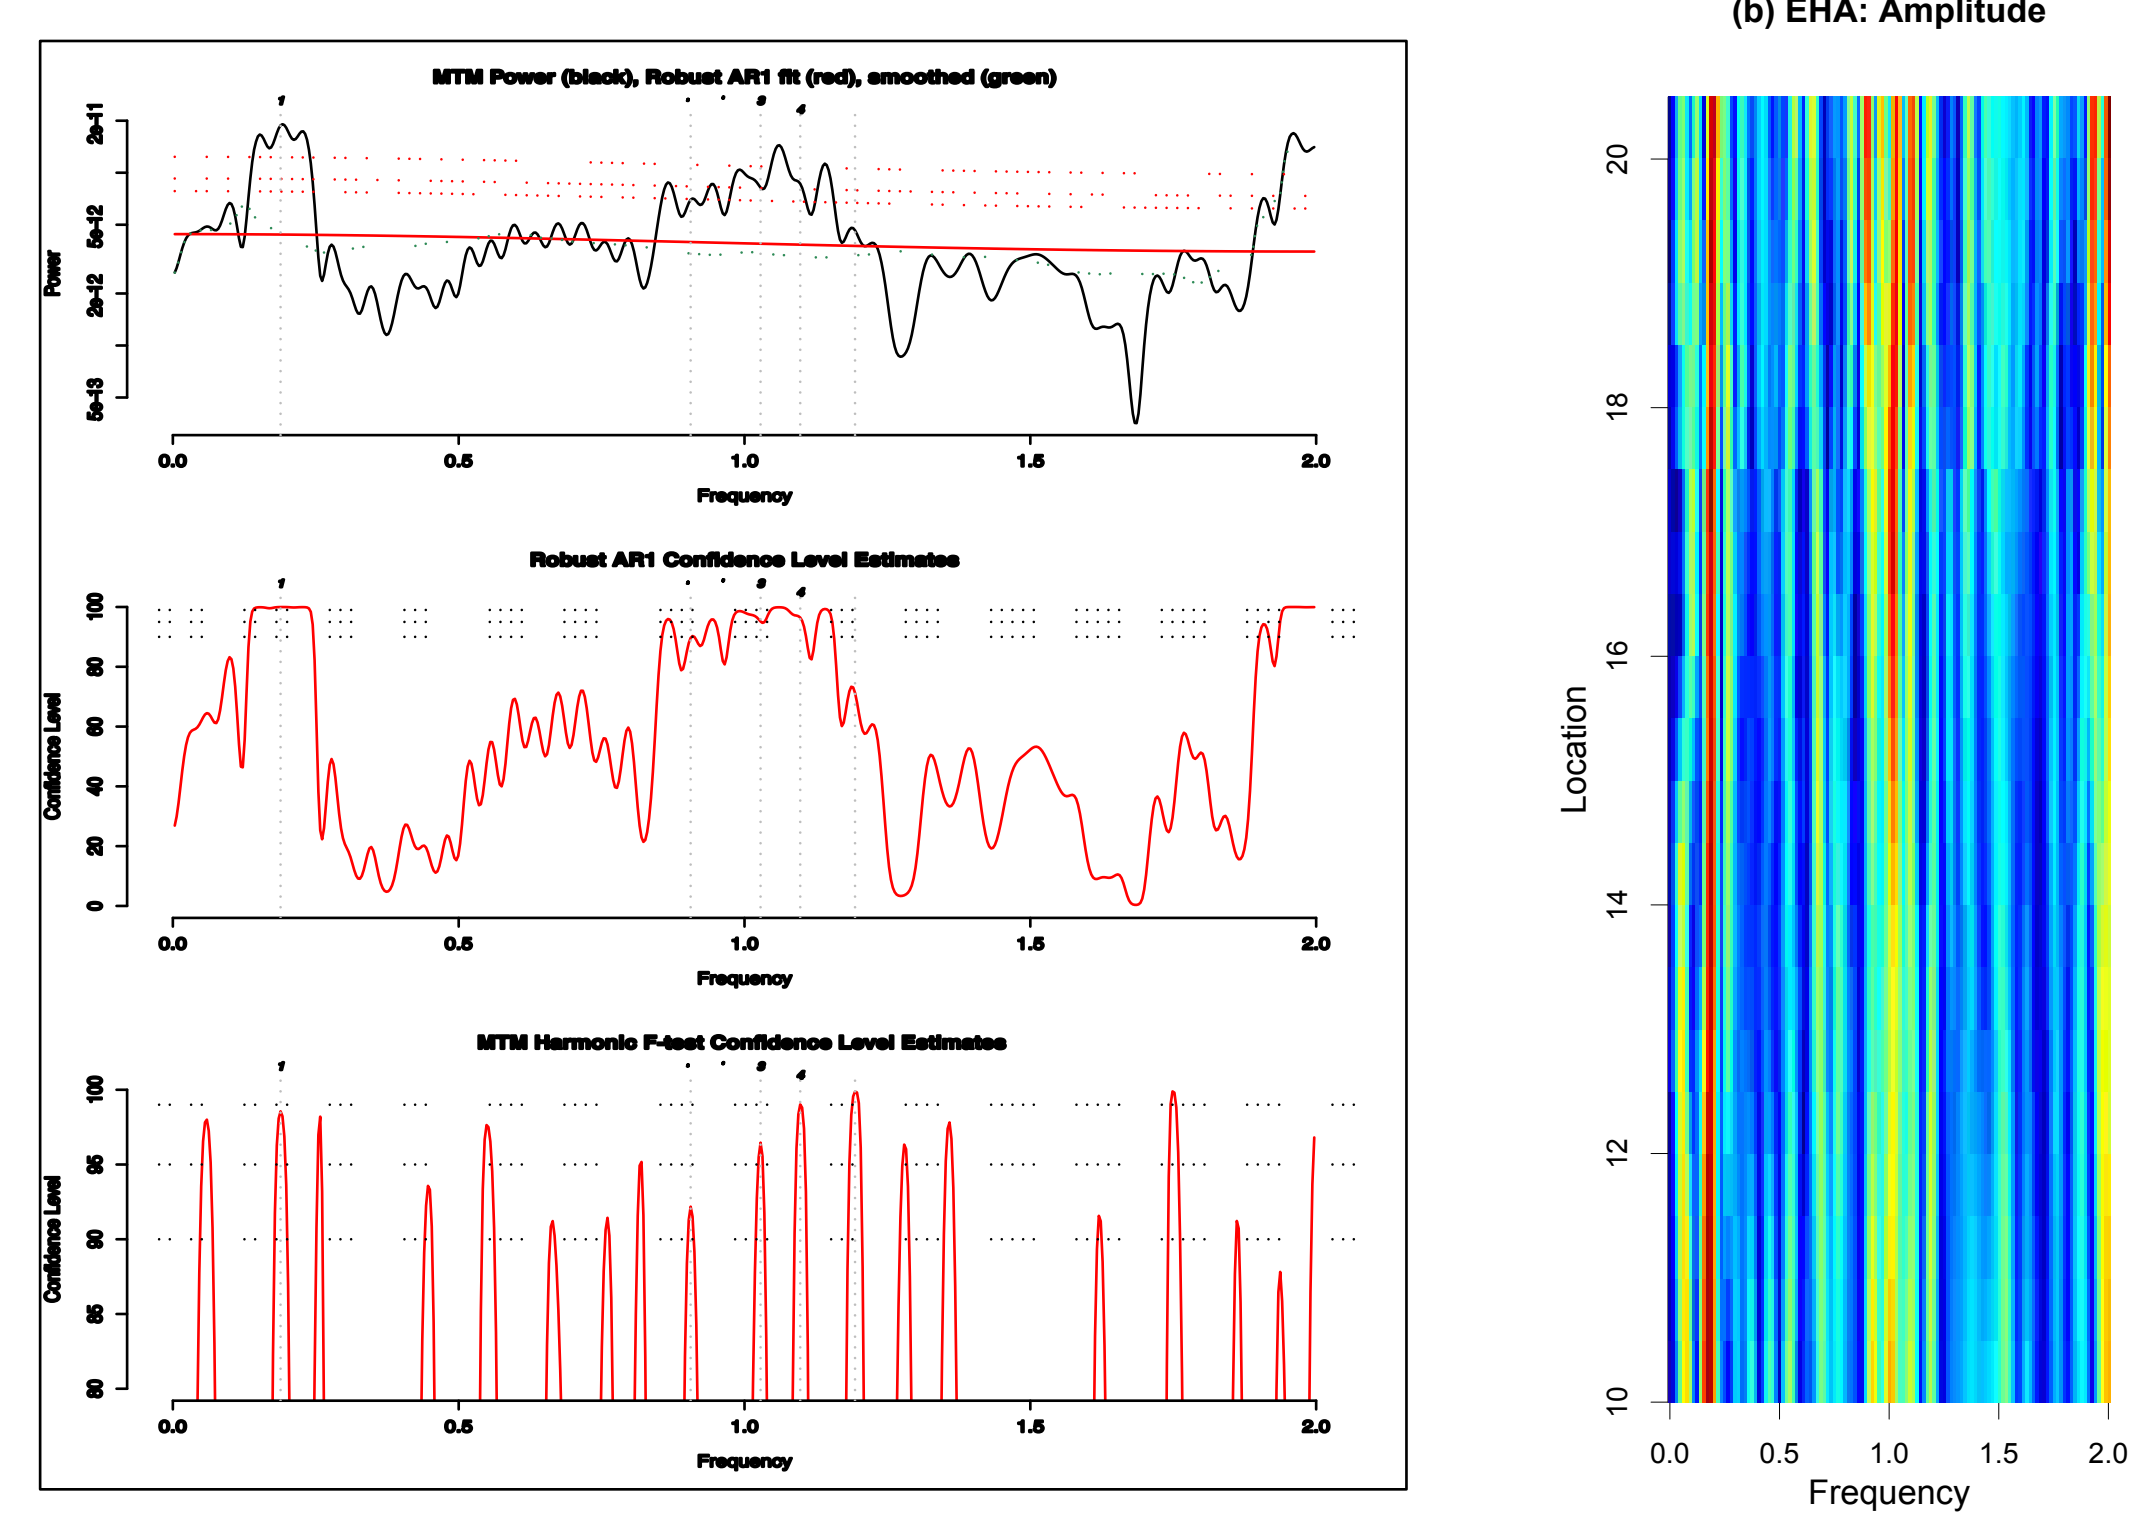 (b) EHA: Amplitude
MTM Power (black), Robust AR1 fit (red), smoothed (green)
1 3 4
Power
2e-11
5e-12
2e-12
5e-13
0.0 0.5 1.0 1.5 2.0
Frequency
Robust AR1 Confidence Level Estimates
1 3 4
Confidence Level
100
80
60
40
20
0
0.0 0.5 1.0 1.5 2.0
Frequency
MTM Harmonic F-test Confidence Level Estimates
1 3 4
Confidence Level
100
95
90
85
80
0.0 0.5 1.0 1.5 2.0
Frequency
Location
20
18
16
14
12
10
0.0 0.5 1.0 1.5 2.0
Frequency